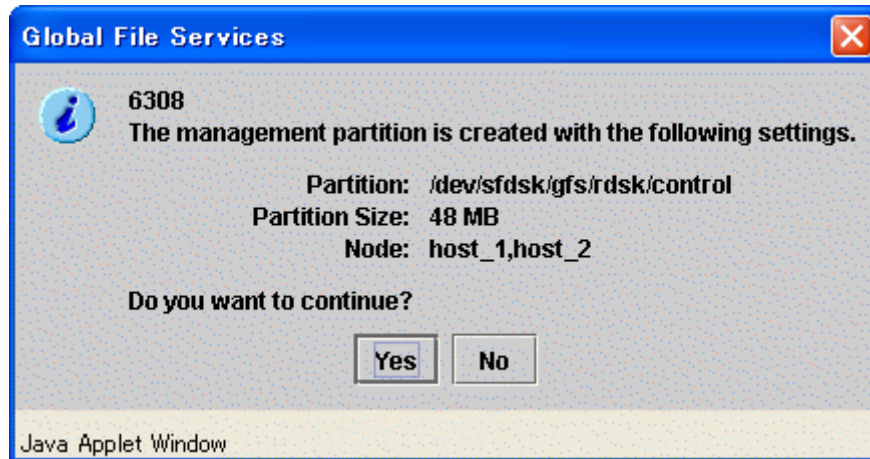 Global File Services
6308
The management partition is created with the following settings.
Partition: /dev/sfdsk/gfs/rdsk/control
Partition Size: 48 MB
Node: host_1,host_2
Do you want to continue?
Yes No
Java Applet Window